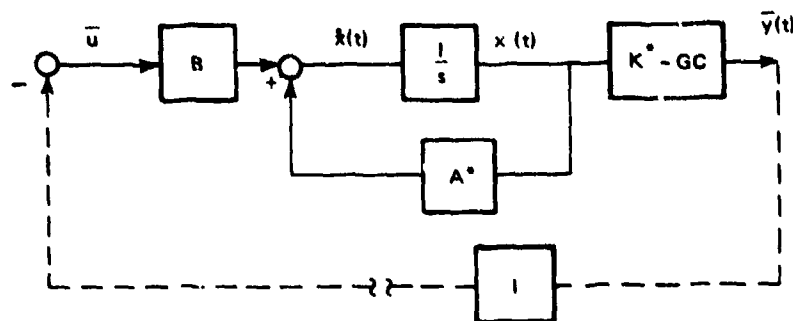 u̅
B
ẋ(t)
1
s
x (t)
K* - GC
y̅(t)
-
+
A*
I